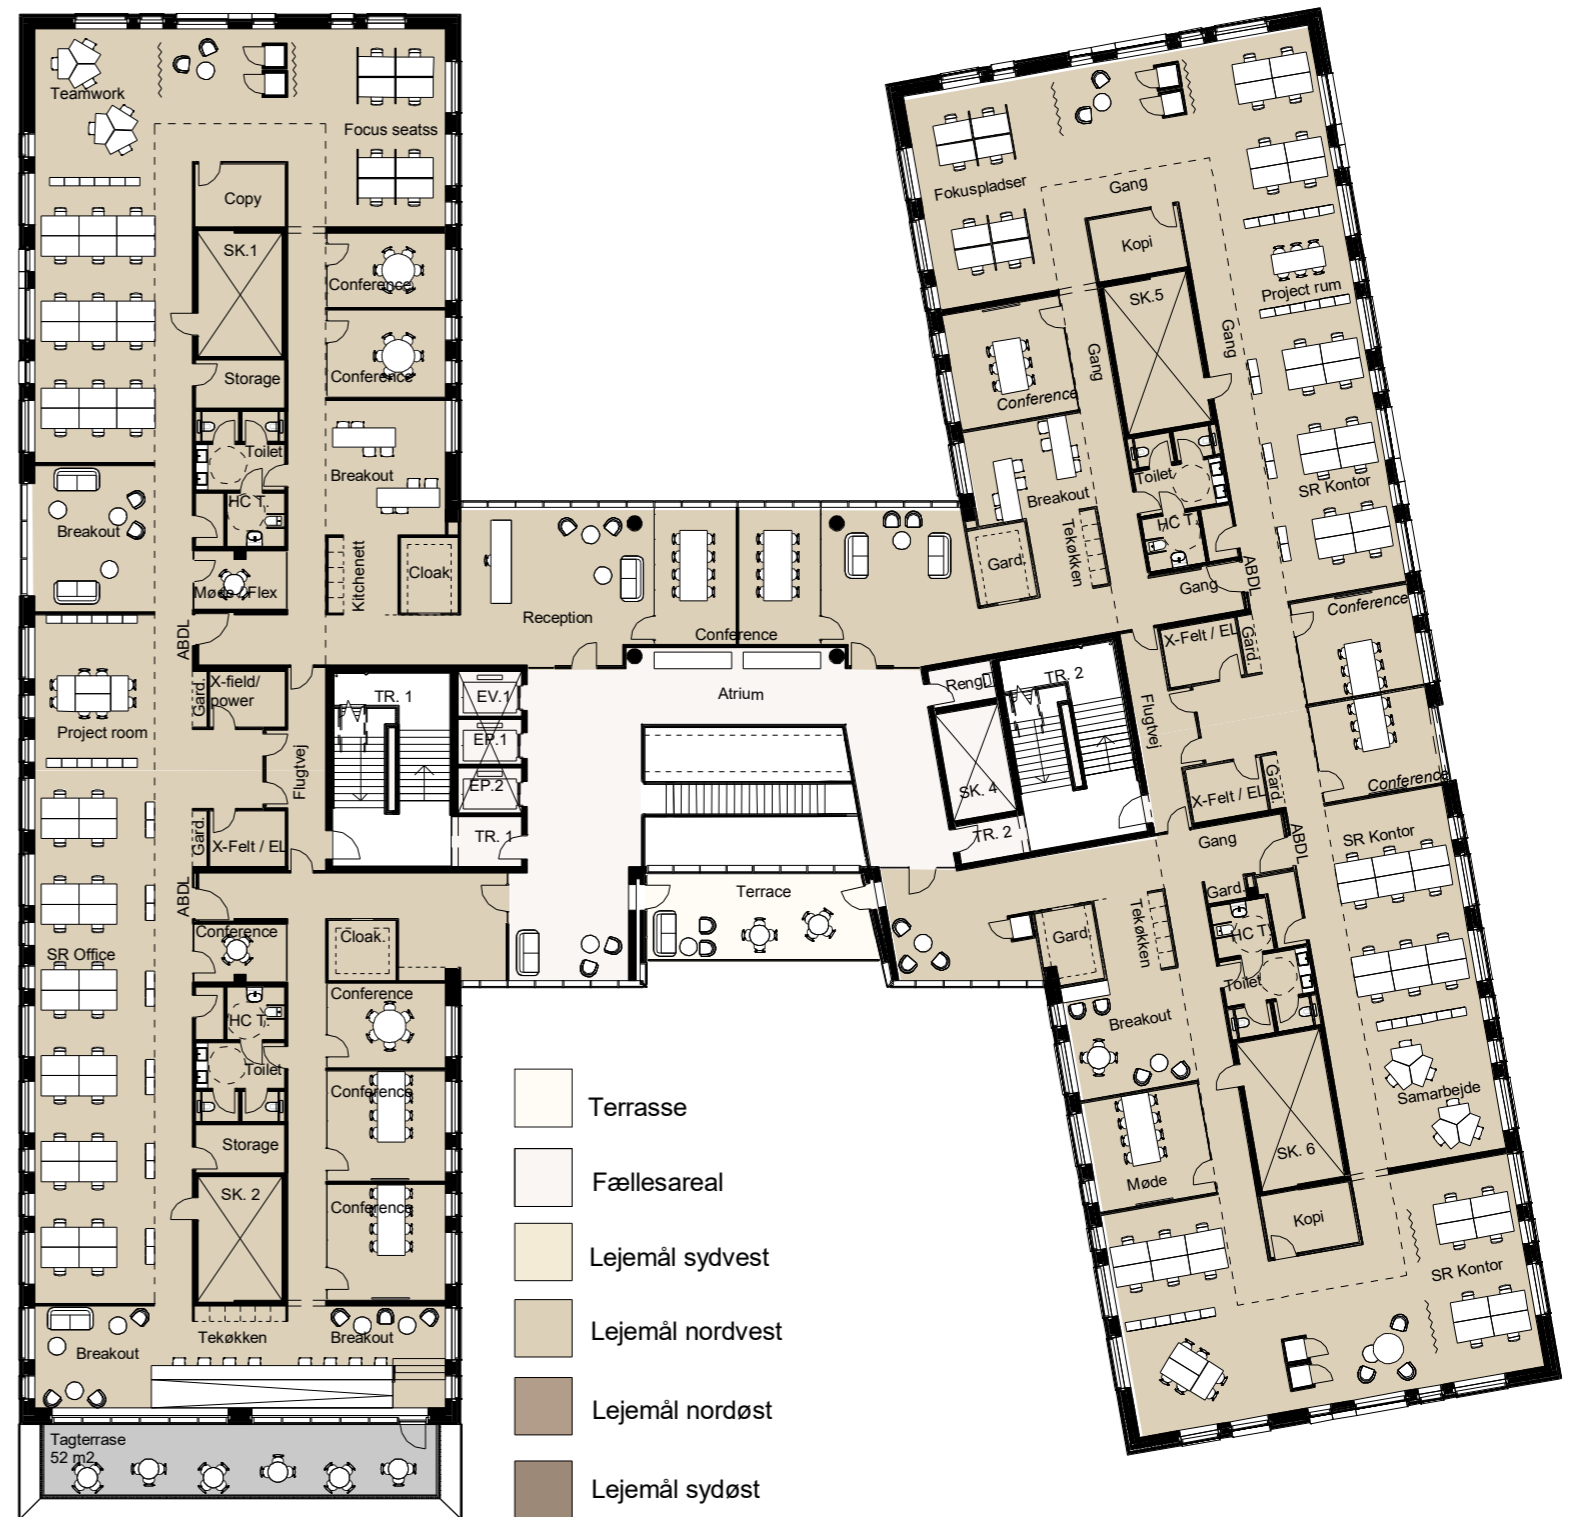 Teamwork
Focus seatss
Copy
SK.1
Conference
Conference
Storage
Toilet
Breakout
HC T.
Breakout
Møde / Flex
Kitchenett
Cloak
Reception
Conference
ABDL
Gard.
X-field/
power
Project room
Flugtvej
TR. 1
EV.1
EP.1
EP.2
TR. 1
Atrium
Gard.
X-Felt / EL
ABDL
Conference
Cloak.
SR Office
Conference
HC T.
Toilet
Conference
Storage
SK. 2
Conference
Tekøkken
Breakout
Breakout
Tagterrase
52 m2
Terrace
Fokuspladser
Gang
Kopi
SK.5
Project rum
Gang
Gang
Conference
Breakout
Toilet
SR Kontor
HC T.
Tekøkken
Gard.
Gang
ABDL
Conference
X-Felt / EL
Gard.
Reng
TR. 2
Flugtvej
SK. 4
TR. 2
X-Felt / EL
Gard.
Conference
Gang
ABDL
SR Kontor
Gard.
Tekøkken
Gard
HC T.
Toilet
Breakout
Samarbejde
SK. 6
Møde
Kopi
SR Kontor
Terrasse
Fællesareal
Lejemål sydvest
Lejemål nordvest
Lejemål nordøst
Lejemål sydøst